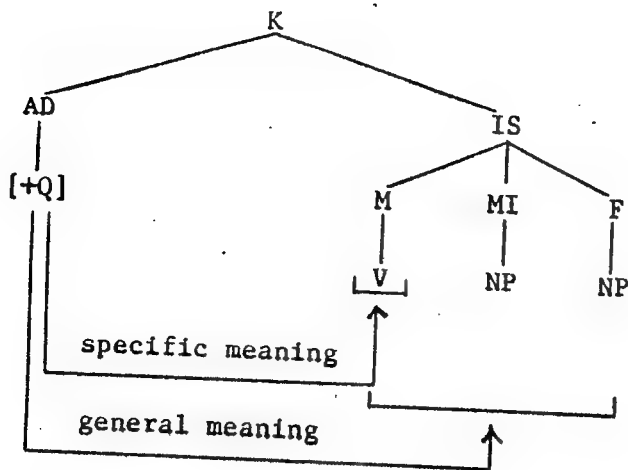 K
AD IS
[+Q] M MI F
V NP NP
specific meaning
general meaning